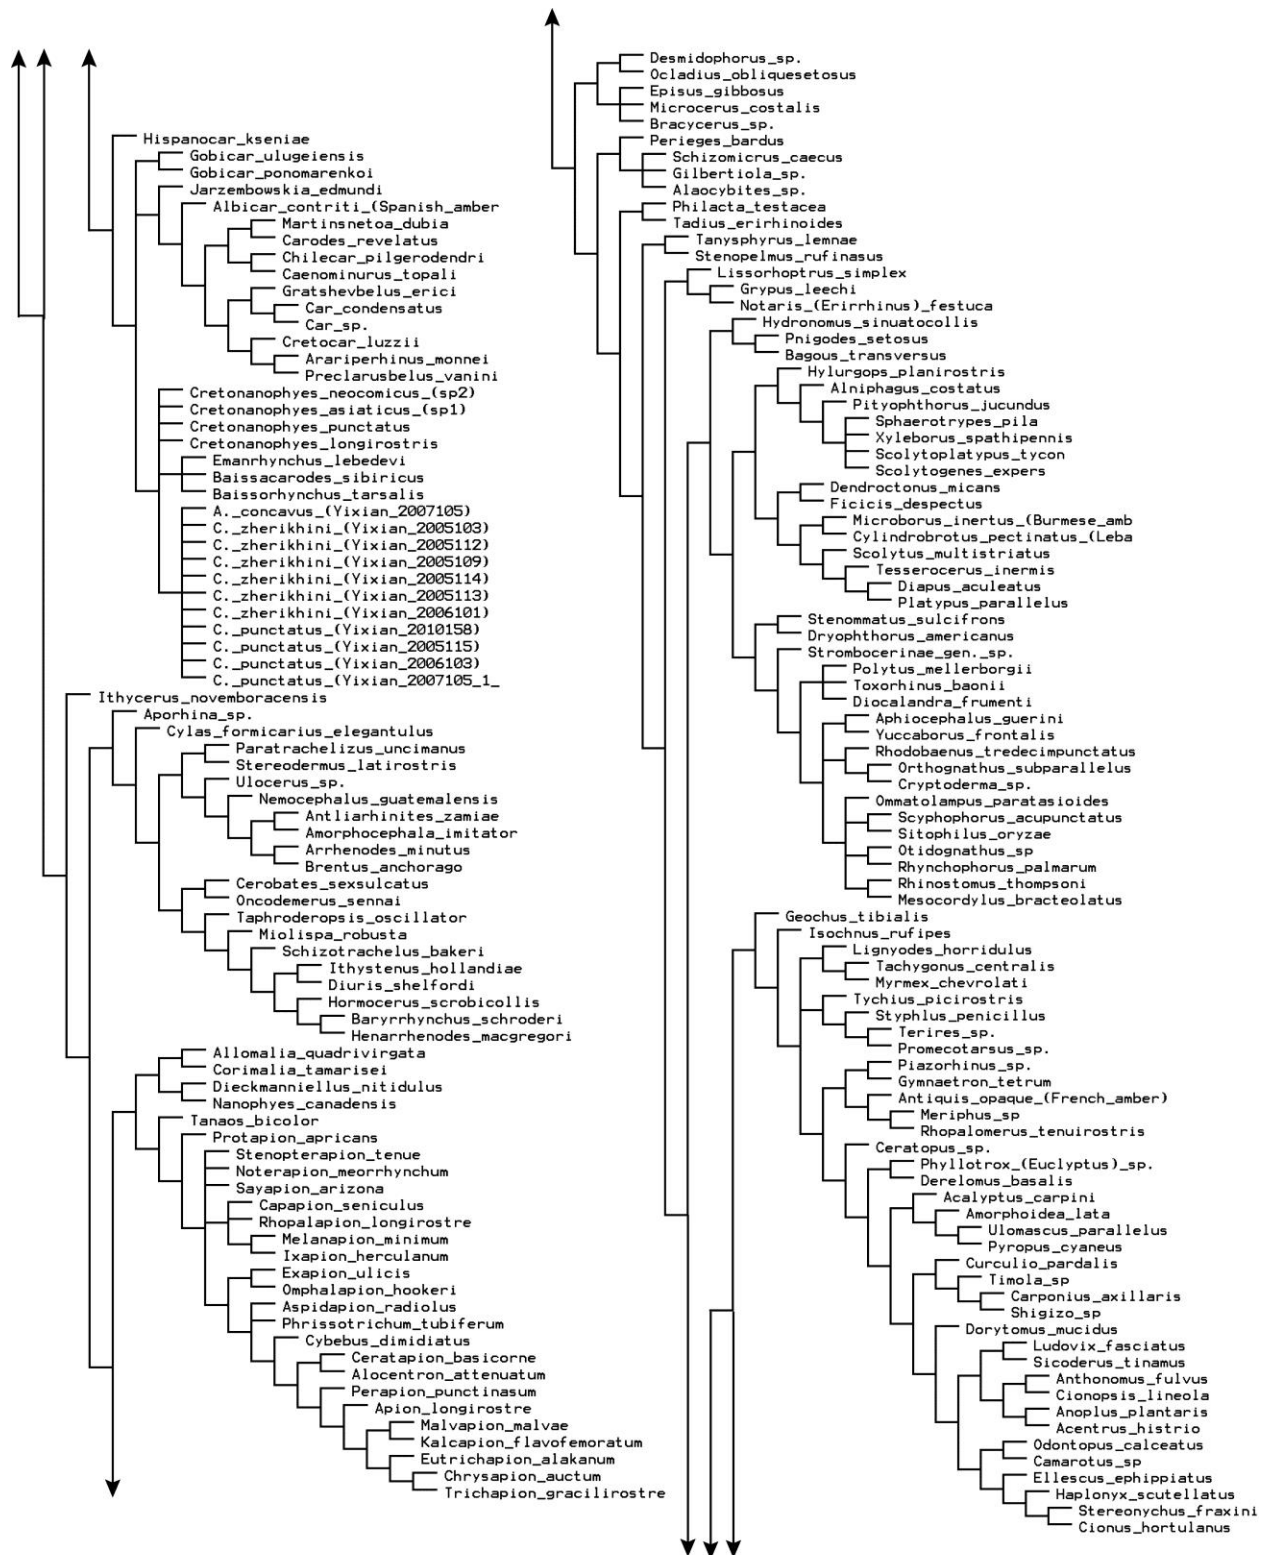 Hispanocar_kseniae
Gobicar_ulugeiensis
Gobicar_ponomarenkoi
Jarzembowskia_edmundi
Albicar_contriti_(Spanish_amber
Martinsnetoa_dubia
Carodes_revelatus
Chilecar_pilgerodendri
Caenominurus_topali
Gratshevbelus_erici
Car_condensatus
Car_sp.
Cretocar_luzzii
Arariperhinus_monnei
Preclarusbelus_vanini
Cretonanophyes_neocomicus_(sp2)
Cretonanophyes_asiaticus_(sp1)
Cretonanophyes_punctatus
Cretonanophyes_longirostris
Emanrhynchus_lebedevi
Baissacarodes_sibiricus
Baissorhynchus_tarsalis
A._concavus_(Yixian_2007105)
C._zherikhini_(Yixian_2005103)
C._zherikhini_(Yixian_2005112)
C._zherikhini_(Yixian_2005109)
C._zherikhini_(Yixian_2005114)
C._zherikhini_(Yixian_2005113)
C._zherikhini_(Yixian_2006101)
C._punctatus_(Yixian_2010158)
C._punctatus_(Yixian_2005115)
C._punctatus_(Yixian_2006103)
C._punctatus_(Yixian_2007105_1_
Ithycerus_novemboracensis
Aporhina_sp.
Cylas_formicarius_elegantulus
Paratrachelizus_uncimanus
Stereodermus_latirostris
Ulocerus_sp.
Nemocephalus_guatemalensis
Antliarhinites_zamiae
Amorphocephala_imitator
Arrhenodes_minutus
Brentus_anchorago
Cerobates_sexsulcatus
Oncodemerus_sennai
Taphroderopsis_oscillator
Miolispa_robusta
Schizotrachelus_bakeri
Ithystenus_hollandiae
Diuris_shelfordi
Hormocerus_scrobicollis
Baryrrhynchus_schroderi
Henarrhenodes_macgregori
Allomalia_quadrivirgata
Corimalia_tamarisei
Dieckmanniellus_nitidulus
Nanophyes_canadensis
Tanaos_bicolor
Protapion_apricans
Stenopterapion_tenue
Noterapion_meorrhynchum
Sayapion_arizona
Capapion_seniculus
Rhopalapion_longirostre
Melanapion_minimum
Ixapion_herculanum
Exapion_ulicis
Omphalapion_hookeri
Aspidapion_radiolus
Phrissotrichum_tubiferum
Cybebus_dimidiatus
Ceratapion_basicorne
Alocentron_attenuatum
Perapion_punctinasum
Apion_longirostre
Malvapion_malvae
Kalcapion_flavofemoratum
Eutrichapion_alakanum
Chrysapion_auctum
Trichapion_gracilirostre
Desmidophorus_sp.
Ocladius_obliquesetosus
Episus_gibbosus
Microcerus_costalis
Bracycerus_sp.
Perieges_bardus
Schizomicrus_caecus
Gilbertiola_sp.
Alaocybites_sp.
Philacta_testacea
Tadius_erirhinoides
Tanysphyrus_lemnae
Stenopelmus_rufinasus
Lissorhoptrus_simplex
Grypus_leechi
Notaris_(Erirrhinus)_festuca
Hydronomus_sinuatocollis
Pnigodes_setosus
Bagous_transversus
Hylurgops_planirostris
Alniphagus_costatus
Pityophthorus_jucundus
Sphaerotrypes_pila
Xyleborus_spathipennis
Scolytoplatypus_tycon
Scolytogenes_expers
Dendroctonus_micans
Ficicis_despectus
Microborus_inertus_(Burmese_amb
Cylindrobrotus_pectinatus_(Leba
Scolytus_multistriatus
Tesserocerus_inermis
Diapus_aculeatus
Platypus_parallelus
Stenommatus_sulcifrons
Dryophthorus_americanus
Strombocerinae_gen._sp.
Polytus_mellerborgii
Toxorhinus_baonii
Diocalandra_frumenti
Aphiocephalus_guerini
Yuccaborus_frontalis
Rhodobaenus_tredecimpunctatus
Orthognathus_subparallelus
Cryptoderma_sp.
Ommatolampus_paratasioides
Scyphophorus_acupunctatus
Sitophilus_oryzae
Otidognathus_sp
Rhynchophorus_palmarum
Rhinostomus_thompsoni
Mesocordylus_bracteolatus
Geochus_tibialis
Isochnus_rufipes
Lignyodes_horridulus
Tachygonus_centralis
Myrmex_chevrolati
Tychius_picirostris
Styphlus_penicillus
Terires_sp.
Promecotarsus_sp.
Piazorhinus_sp.
Gymnaetron_tetrum
Antiquis_opaque_(French_amber)
Meriphus_sp
Rhopalomerus_tenuirostris
Ceratopus_sp.
Phyllotrox_(Euclyptus)_sp.
Derelomus_basalis
Acalyptus_carpini
Amorphoidea_lata
Ulomascus_parallelus
Pyropus_cyaneus
Curculio_pardalis
Timola_sp
Carponius_axillaris
Shigizo_sp
Dorytomus_mucidus
Ludovix_fasciatus
Sicoderus_tinamus
Anthonomus_fulvus
Cionopsis_lineola
Anoplus_plantaris
Acentrus_histrio
Odontopus_calceatus
Camarotus_sp
Ellescus_ephippiatus
Haplonyx_scutellatus
Stereonychus_fraxini
Cionus_hortulanus